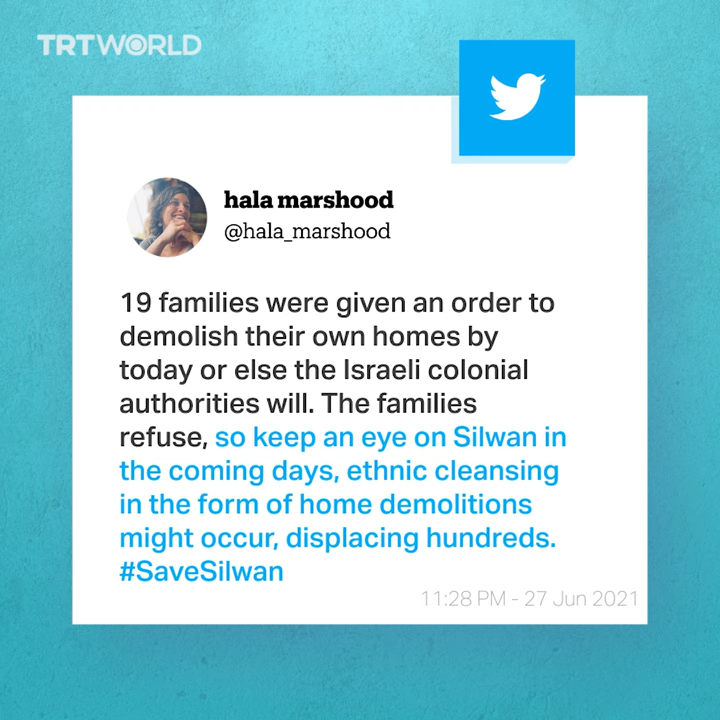 TRTWORLD
hala marshood
@hala_marshood
19 families were given an order to
demolish their own homes by
today or else the Israeli colonial
authorities will. The families
refuse, so keep an eye on Silwan in
the coming days, ethnic cleansing
in the form of home demolitions
might occur, displacing hundreds.
#SaveSilwan
11:28 PM - 27 Jun 2021